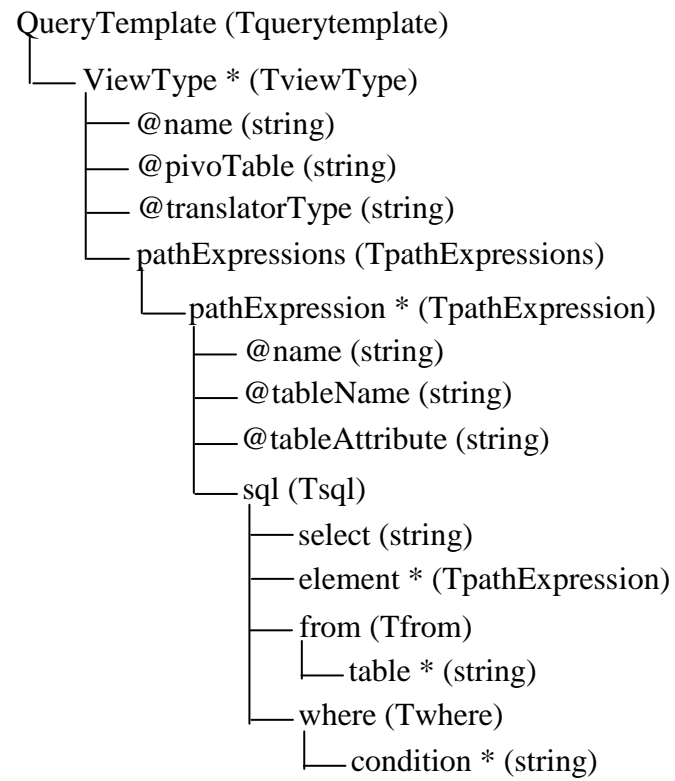 QueryTemplate (Tquerytemplate)
ViewType * (TviewType)
@name (string)
@pivoTable (string)
@translatorType (string)
pathExpressions (TpathExpressions)
pathExpression * (TpathExpression)
@name (string)
@tableName (string)
@tableAttribute (string)
sql (Tsql)
select (string)
element * (TpathExpression)
from (Tfrom)
table * (string)
where (Twhere)
condition * (string)